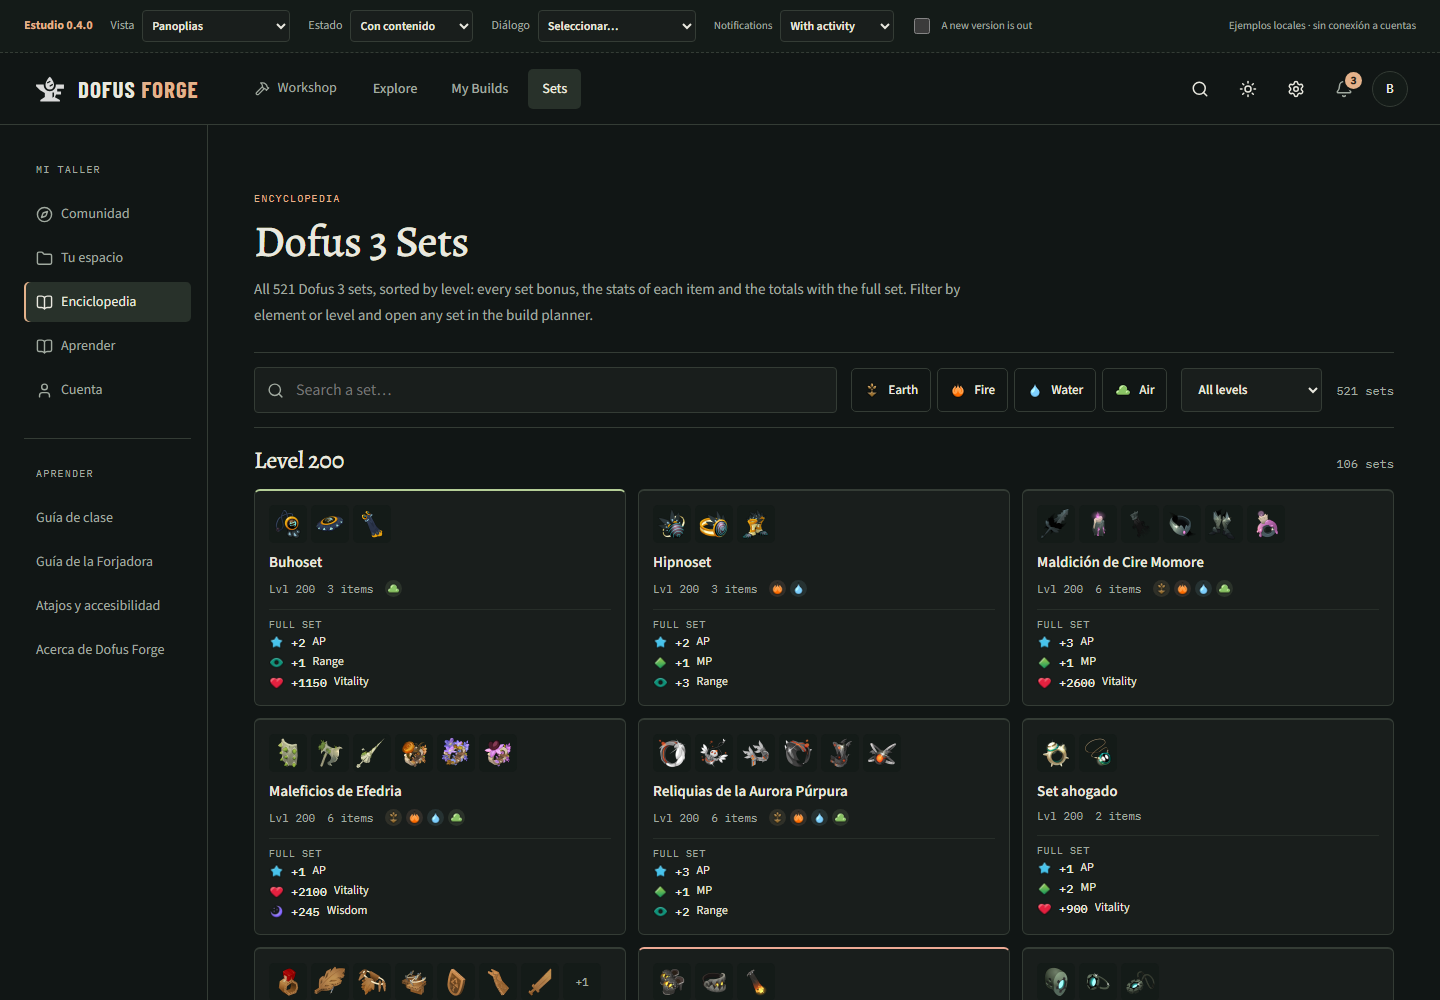 Estudio 0.4.0 Vista Panoplias Estado Con contenido Diálogo Seleccionar... Notifications With activity A new version is out Ejemplos locales · sin conexión a cuentas
DOFUS FORGE Workshop Explore My Builds Sets 3 B
MI TALLER
Comunidad
Tu espacio
Enciclopedia
Aprender
Cuenta
APRENDER
Guía de clase
Guía de la Forjadora
Atajos y accesibilidad
Acerca de Dofus Forge
ENCYCLOPEDIA
Dofus 3 Sets
All 521 Dofus 3 sets, sorted by level: every set bonus, the stats of each item and the totals with the full set. Filter by
element or level and open any set in the build planner.
Search a set... Earth Fire Water Air All levels 521 sets
Level 200 106 sets
Buhoset
Lvl 200 3 items
FULL SET
+2 AP
+1 Range
+1150 Vitality
Hipnoset
Lvl 200 3 items
FULL SET
+2 AP
+1 MP
+3 Range
Maldición de Cire Momore
Lvl 200 6 items
FULL SET
+3 AP
+1 MP
+2600 Vitality
Maleficios de Efedria
Lvl 200 6 items
FULL SET
+1 AP
+2100 Vitality
+245 Wisdom
Reliquias de la Aurora Púrpura
Lvl 200 6 items
FULL SET
+3 AP
+1 MP
+2 Range
Set ahogado
Lvl 200 2 items
FULL SET
+1 AP
+2 MP
+900 Vitality
+1